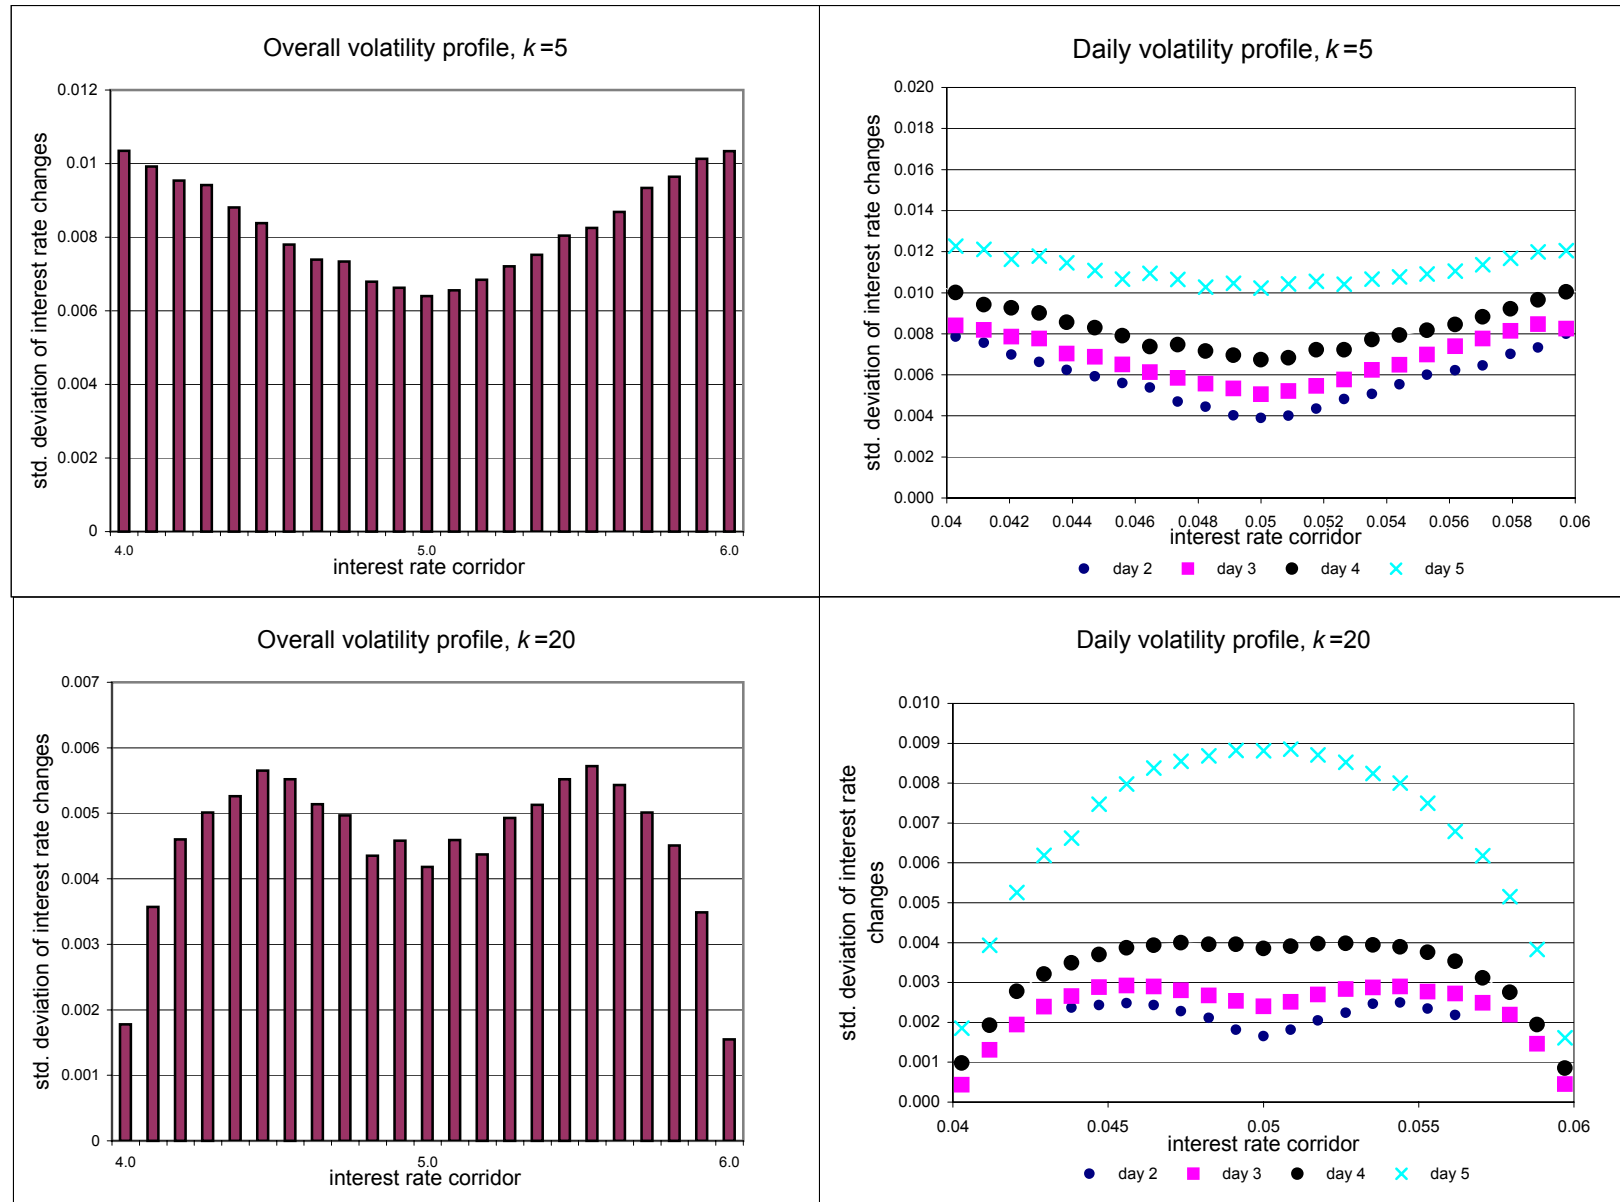 Overall volatility profile, k=5
std. deviation of interest rate changes
0.012
0.01
0.008
0.006
0.004
0.002
0
4.0 5.0 6.0
interest rate corridor
Daily volatility profile, k=5
std. deviation of interest rate changes
0.020
0.018
0.016
0.014
0.012
0.010
0.008
0.006
0.004
0.002
0.000
0.04 0.042 0.044 0.046 0.048 0.05 0.052 0.054 0.056 0.058 0.06
interest rate corridor
day 2 day 3 day 4 day 5
Overall volatility profile, k=20
std. deviation of interest rate changes
0.007
0.006
0.005
0.004
0.003
0.002
0.001
0
4.0 5.0 6.0
interest rate corridor
Daily volatility profile, k=20
std. deviation of interest rate
changes
0.010
0.009
0.008
0.007
0.006
0.005
0.004
0.003
0.002
0.001
0.000
0.04 0.045 0.05 0.055 0.06
interest rate corridor
day 2 day 3 day 4 day 5